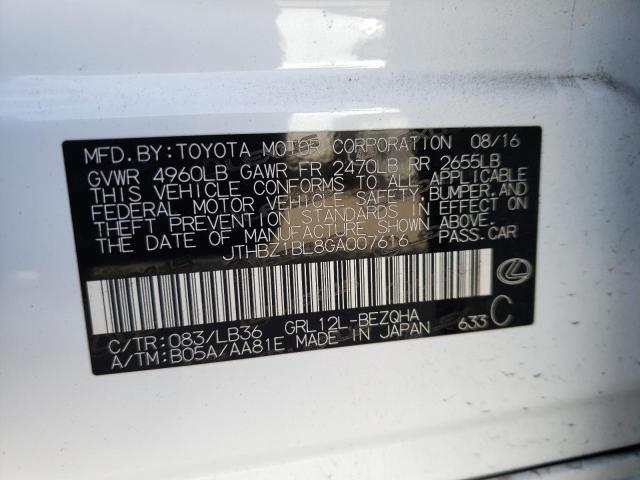 MFD.BY:TOYOTA MOTOR CORPORATION 08/16
GVWR 4960LB GAWR FR 2470LB RR 2655LB
THIS VEHICLE CONFORMS TO ALL APPLICABLE
FEDERAL MOTOR VEHICLE SAFETY, BUMPER, AND
THEFT PREVENTION STANDARDS IN EFFECT ON
THE DATE OF MANUFACTURE SHOWN ABOVE.
JTHBZ1BL8GA007616 PASS.CAR
C/TR:083/LB36 GRL12L-BEZQHA
A/TM:B05A/AA81E MADE IN JAPAN 633 C